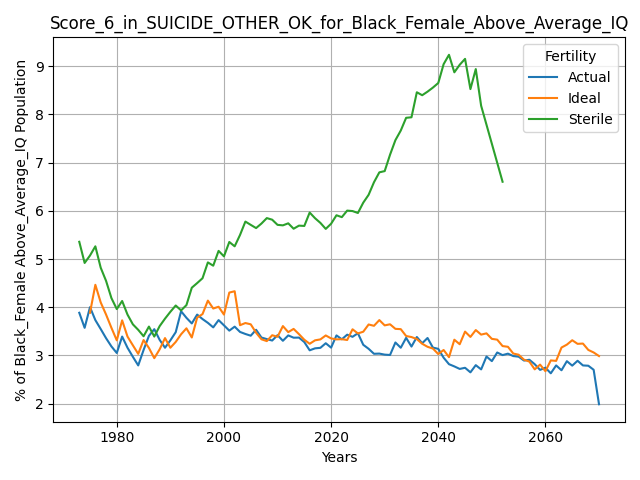 Score_6_in_SUICIDE_OTHER_OK_for_Black_Female_Above_Average_IQ
% of Black_Female Above_Average_IQ Population
9
8
7
6
5
4
3
2
Fertility
Actual
Ideal
Sterile
1980
2000
2020
2040
2060
Years